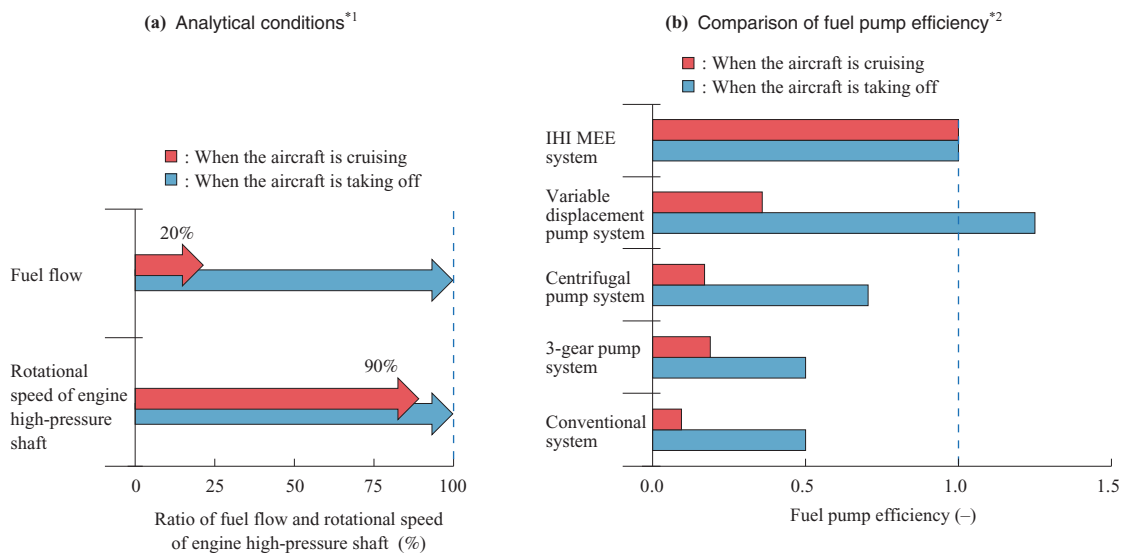 (a) Analytical conditions*1
: When the aircraft is cruising
: When the aircraft is taking off
20%
Fuel flow
90%
Rotational
speed of engine
high-pressure
shaft
0
25
50
75
100
Ratio of fuel flow and rotational speed
of engine high-pressure shaft (%)
(b) Comparison of fuel pump efficiency*2
: When the aircraft is cruising
: When the aircraft is taking off
IHI MEE
system
Variable
displacement
pump system
Centrifugal
pump system
3-gear pump
system
Conventional
system
0.0
0.5
1.0
1.5
Fuel pump efficiency (–)